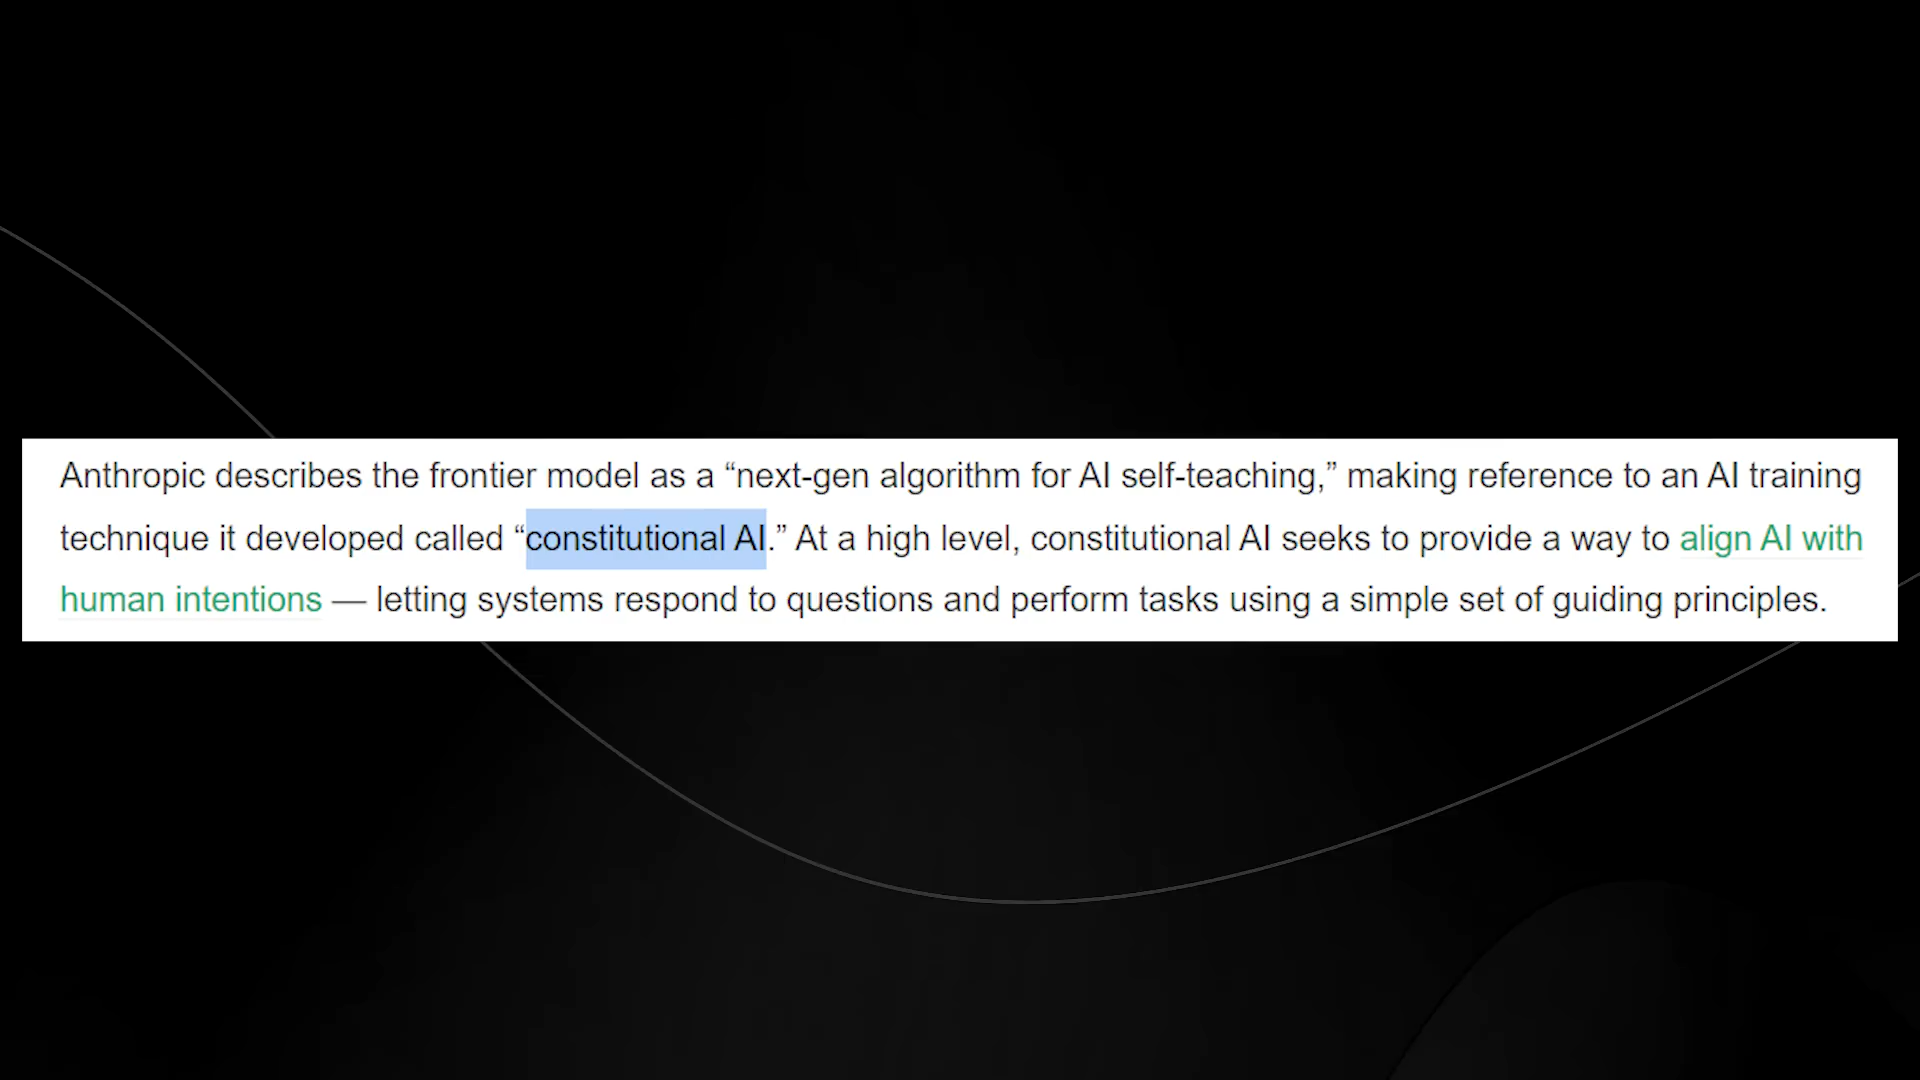 Anthropic describes the frontier model as a “next-gen algorithm for AI self-teaching,” making reference to an AI training
technique it developed called “constitutional AI.” At a high level, constitutional AI seeks to provide a way to align AI with
human intentions — letting systems respond to questions and perform tasks using a simple set of guiding principles.